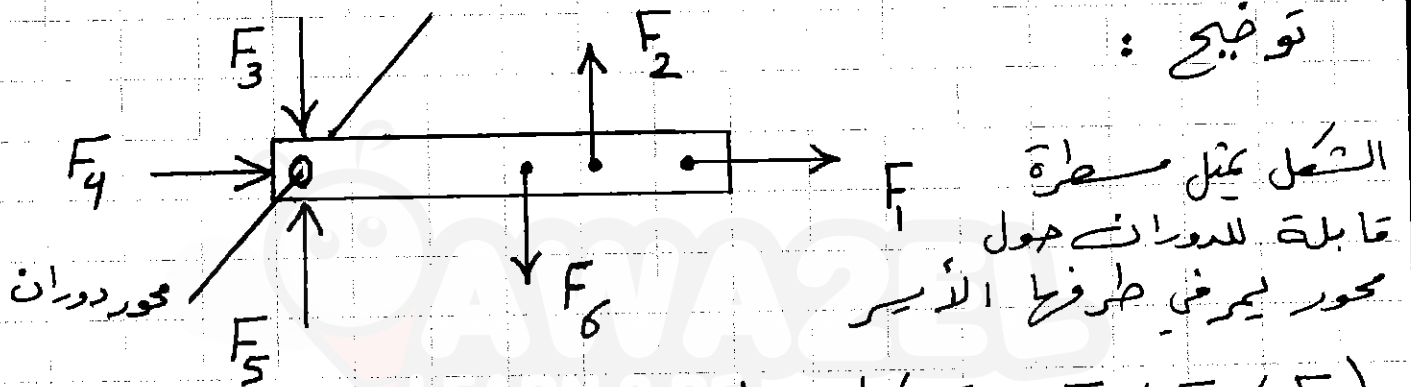 توضيح :
F3
F2
F4
F1
الشكل يمثل مسطرة
قابلة للدوران حول
محور يمر في طرفها الأيسر
محور دوران
F5
F6
AWA2EL